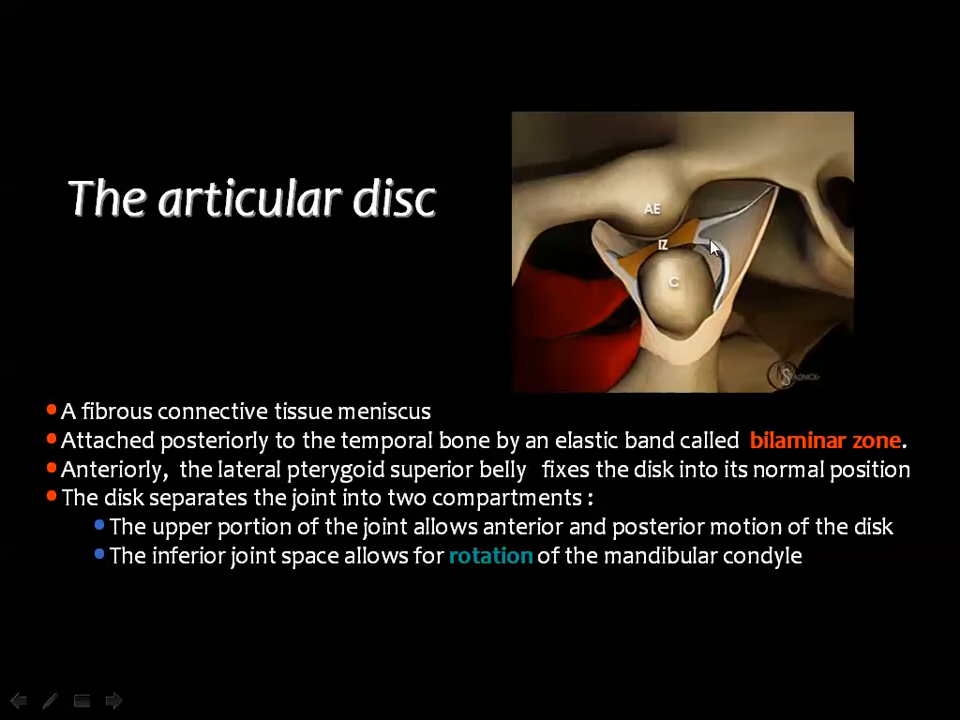 The articular disc
AE
IZ
C
A fibrous connective tissue meniscus
Attached posteriorly to the temporal bone by an elastic band called bilaminar zone.
Anteriorly, the lateral pterygoid superior belly fixes the disk into its normal position
The disk separates the joint into two compartments :
The upper portion of the joint allows anterior and posterior motion of the disk
The inferior joint space allows for rotation of the mandibular condyle